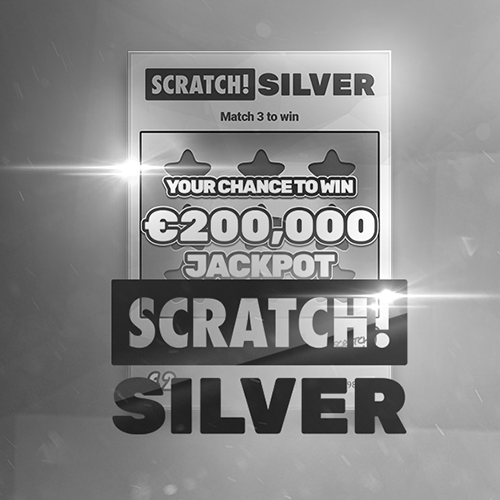 SCRATCH! SILVER
Match 3 to win
YOUR CHANCE TO WIN
€200,000
JACKPOT
SCRATCH!
SILVER